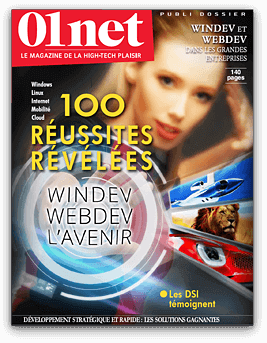 PUBLI DOSSIER
01net
LE MAGAZINE DE LA HIGH-TECH PLAISIR
WINDEV ET
WEBDEV
DANS LES GRANDES
ENTREPRISES
140
pages
Windows
Linux
Internet
Mobilité
Cloud
100
RÉUSSITES
RÉVÉLÉES
WINDEV
WEBDEV
L'AVENIR
Les DSI
témoignent
DÉVELOPPEMENT STRATÉGIQUE ET RAPIDE : LES SOLUTIONS GAGNANTES